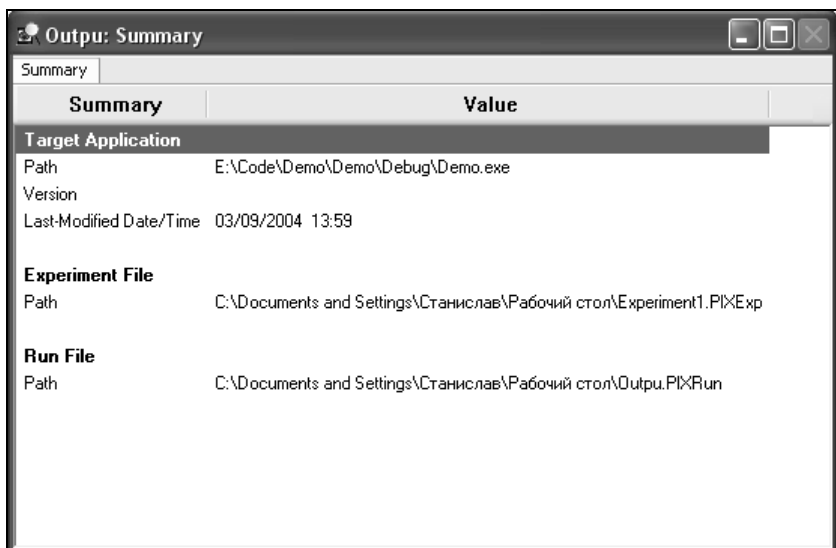 Outpu: Summary
Summary
Summary Value
Target Application
Path E:\Code\Demo\Demo\Debug\Demo.exe
Version
Last-Modified Date/Time 03/09/2004 13:59
Experiment File
Path C:\Documents and Settings\Станислав\Рабочий стол\Experiment1.PIXExp
Run File
Path C:\Documents and Settings\Станислав\Рабочий стол\Outpu.PIXRun